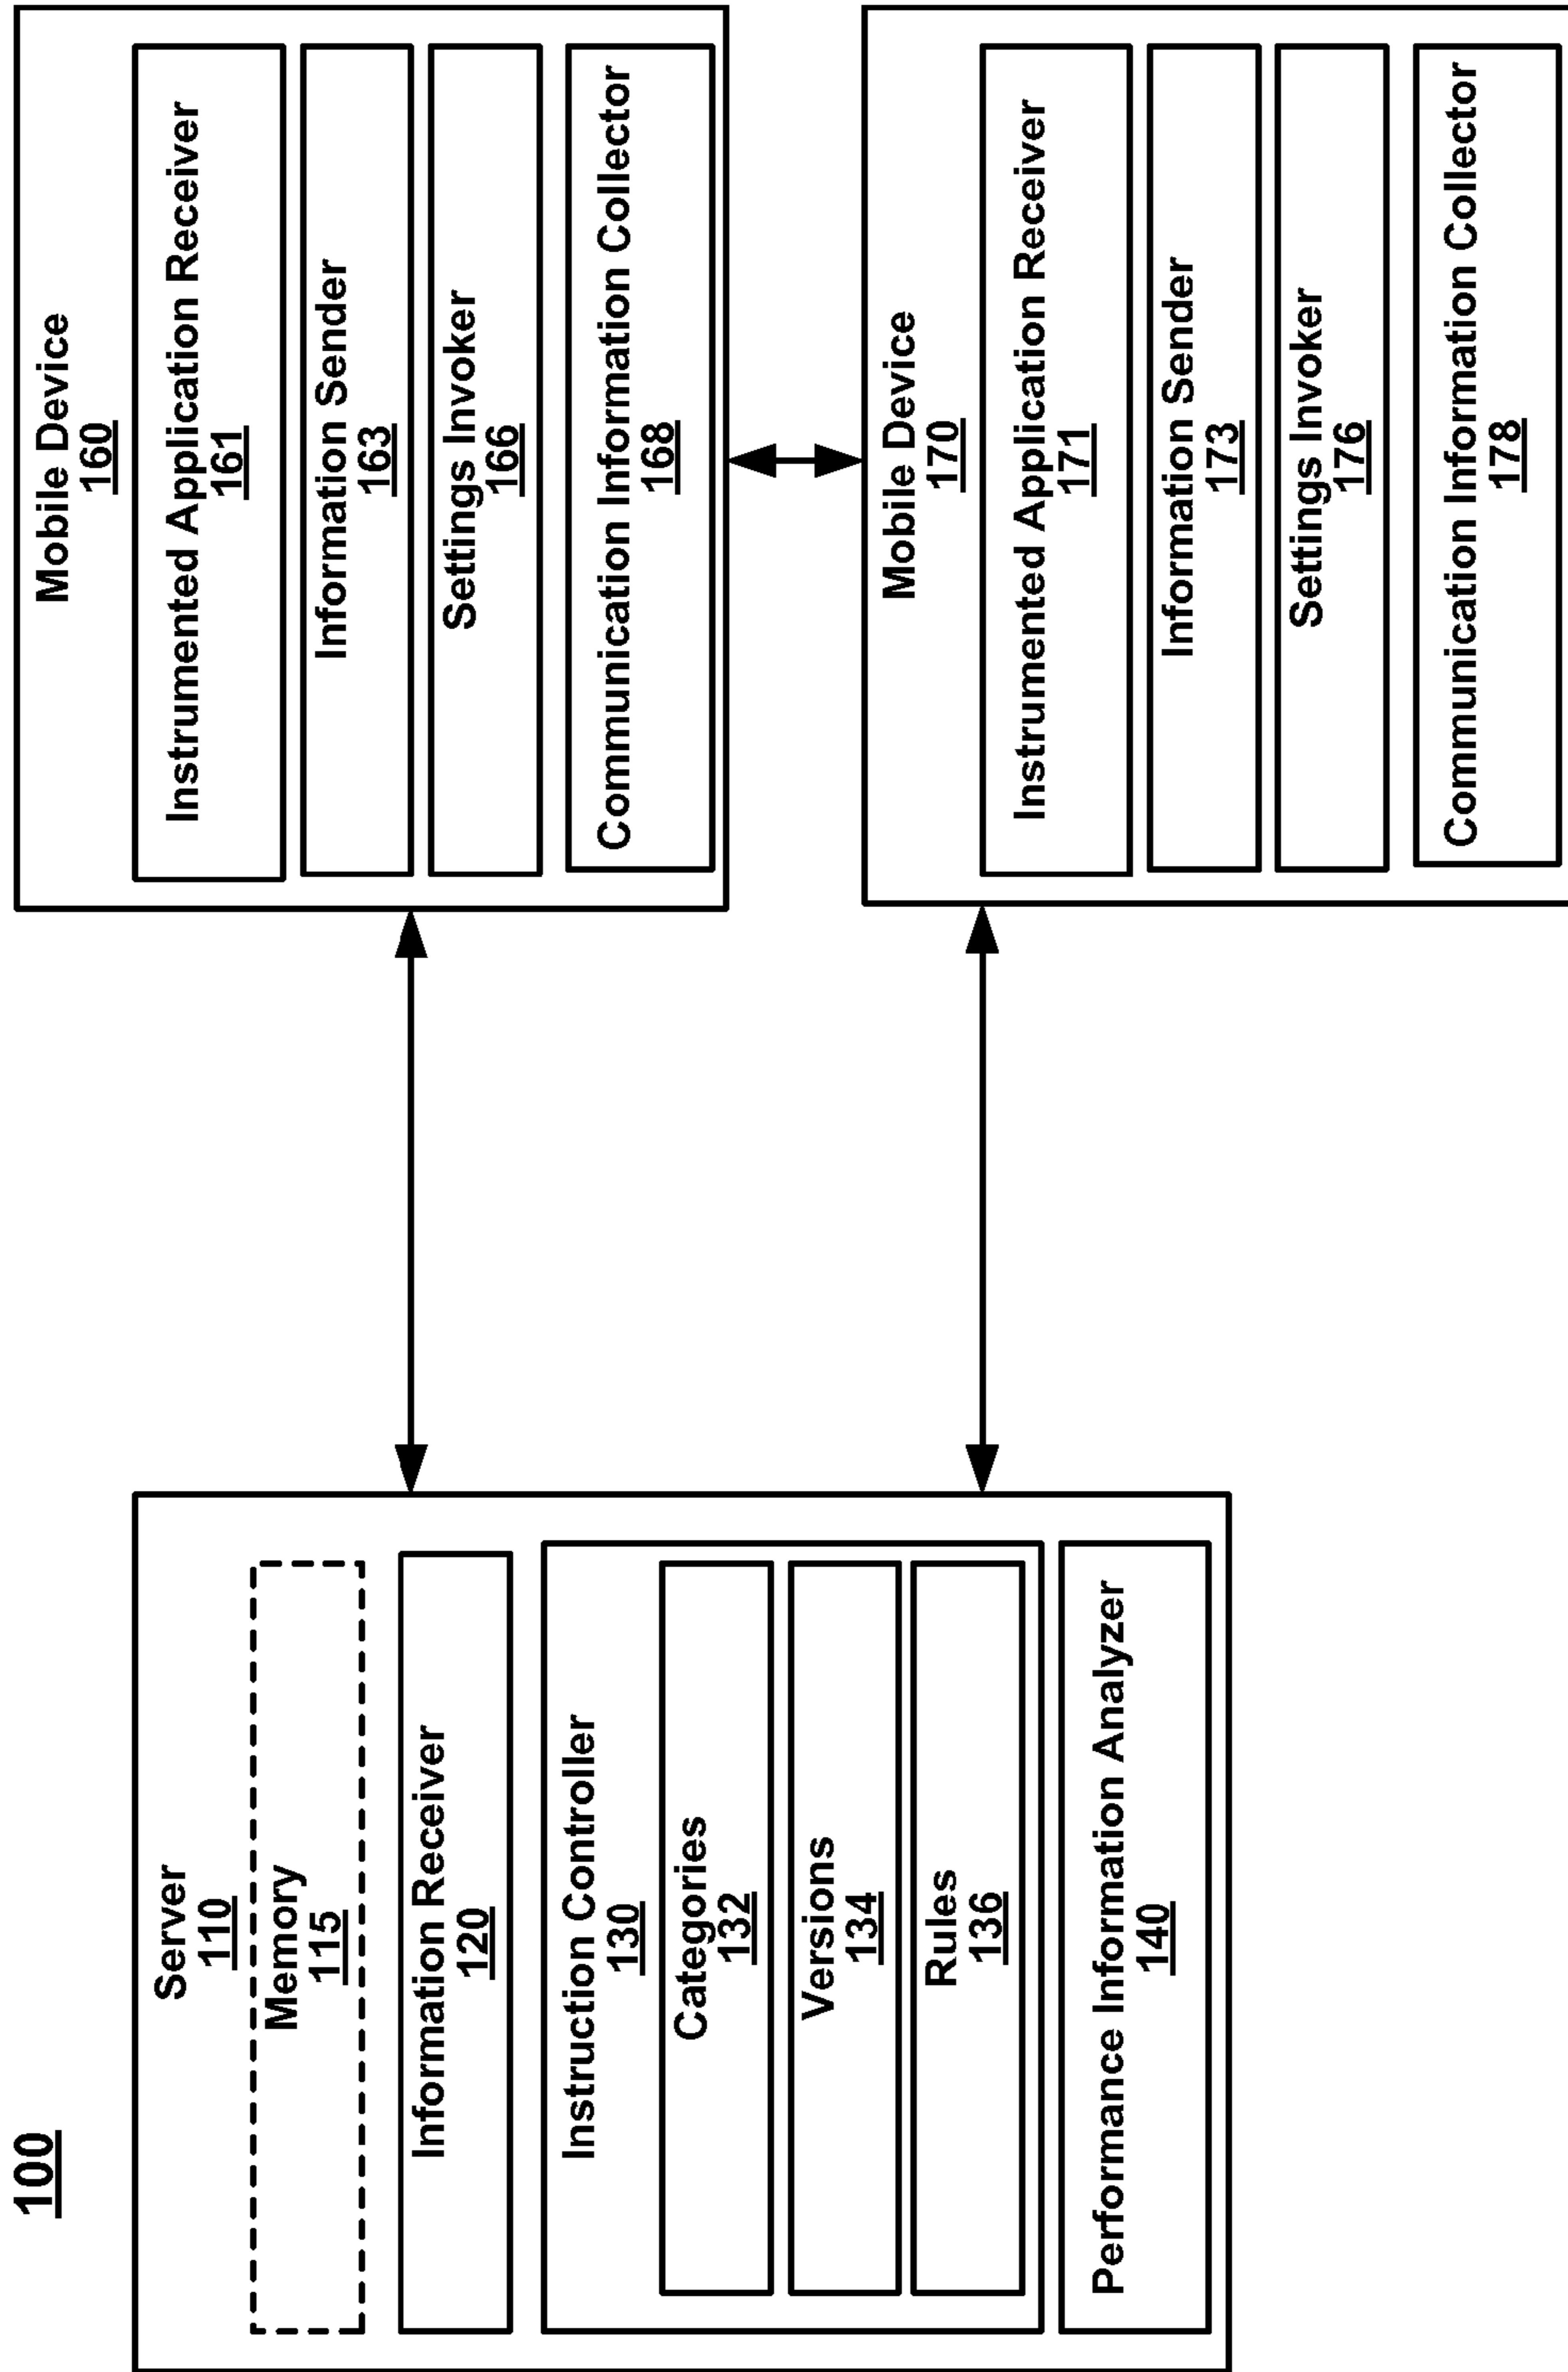 100
Server
110
Memory
115
Information Receiver
120
Instruction Controller
130
Categories
132
Versions
134
Rules
136
Performance Information Analyzer
140
Mobile Device
160
Instrumented Application Receiver
161
Information Sender
163
Settings Invoker
166
Communication Information Collector
168
Mobile Device
170
Instrumented Application Receiver
171
Information Sender
173
Settings Invoker
176
Communication Information Collector
178